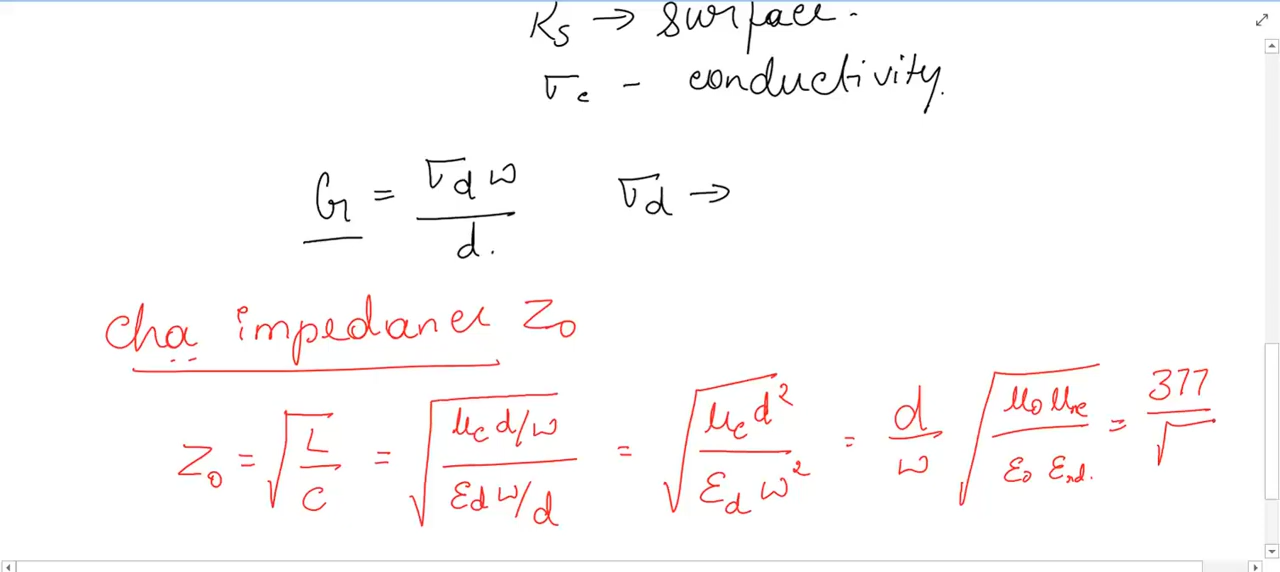 Rs → surface.
σc - conductivity.
G = σd w / d. σd →
Cha impedance Z0
Z0 = √(L/C) = √(μc d/w / εd w/d) = √(μc d² / εd w²) = d/w √(μ0 μrc / ε0 εrd.) = 377/√